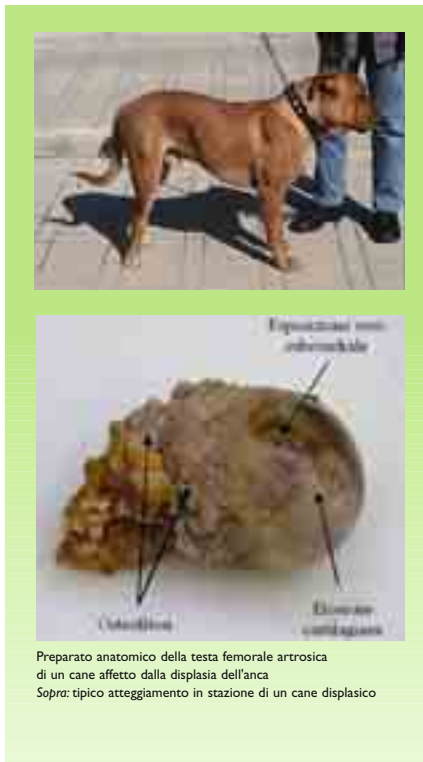 Esposizione osso
subcondrale
Osteofitosi
Erosione
cartilaginea
Preparato anatomico della testa femorale artrosica
di un cane affetto dalla displasia dell'anca
Sopra: tipico atteggiamento in stazione di un cane displasico